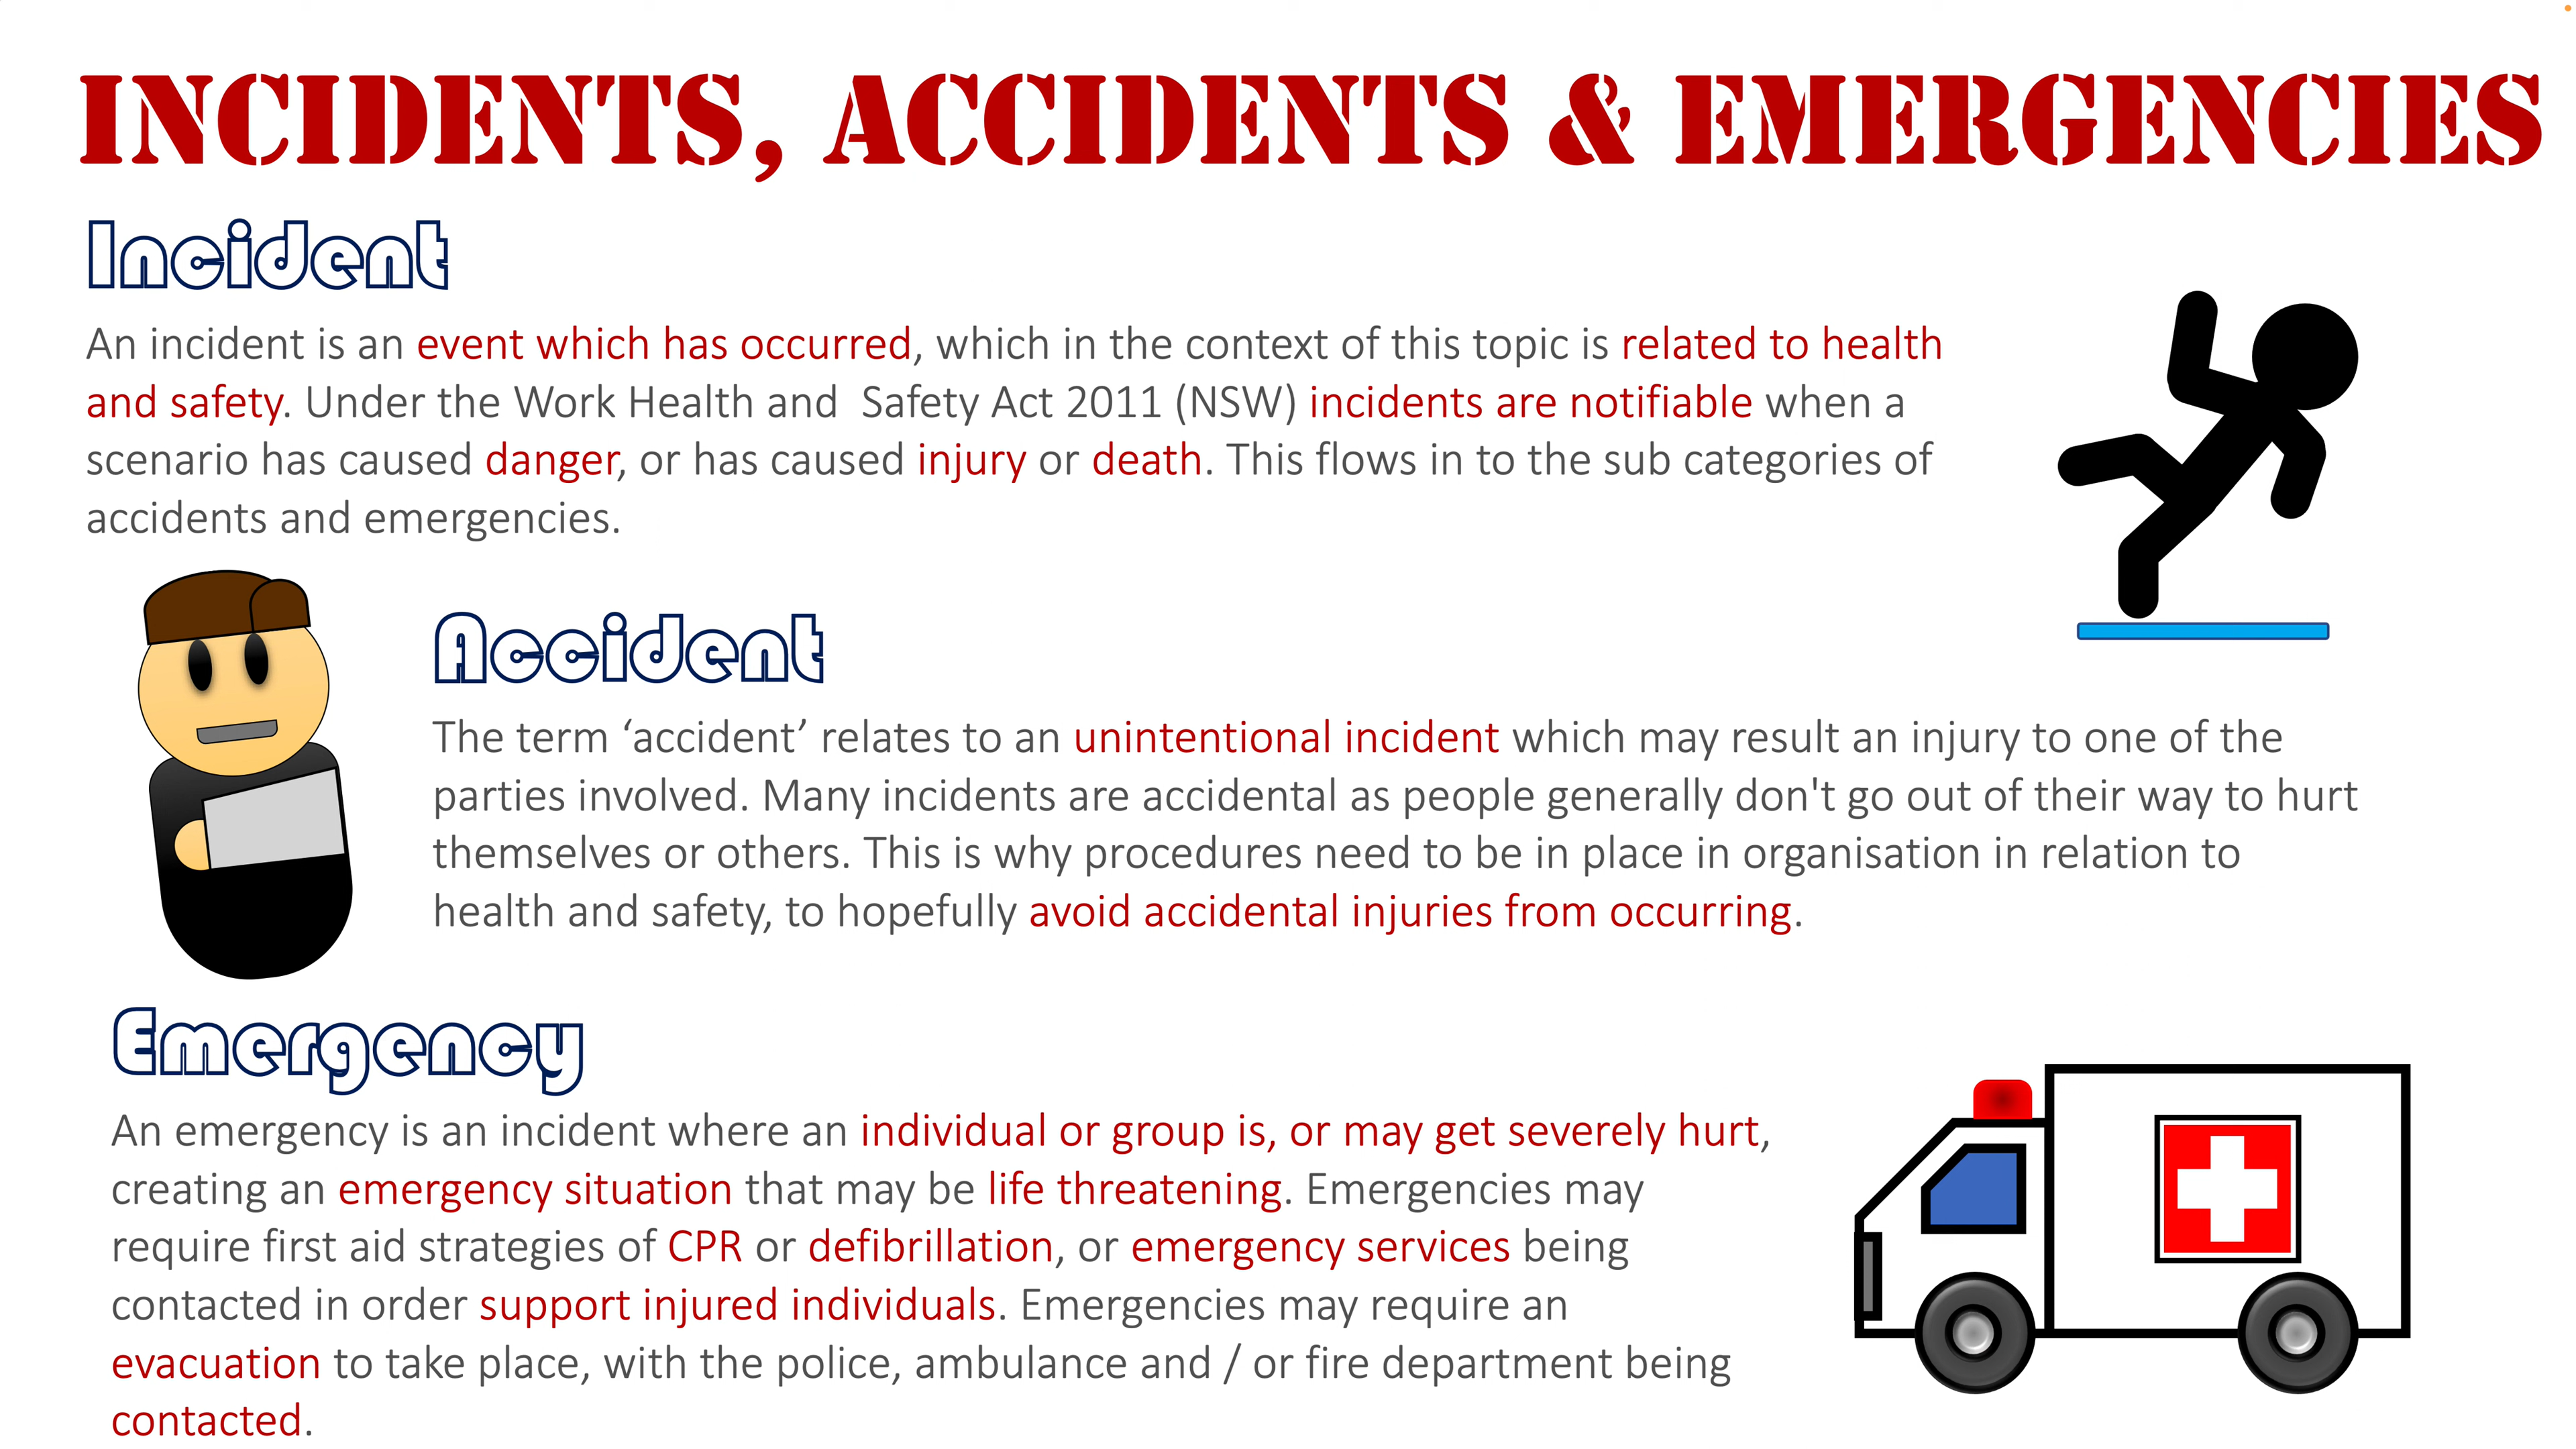 INCIDENTS, ACCIDENTS & EMERGENCIES
Incident
An incident is an event which has occurred, which in the context of this topic is related to health
and safety. Under the Work Health and  Safety Act 2011 (NSW) incidents are notifiable when a
scenario has caused danger, or has caused injury or death. This flows in to the sub categories of
accidents and emergencies.
Accident
The term ‘accident’ relates to an unintentional incident which may result an injury to one of the
parties involved. Many incidents are accidental as people generally don't go out of their way to hurt
themselves or others. This is why procedures need to be in place in organisation in relation to
health and safety, to hopefully avoid accidental injuries from occurring.
Emergency
An emergency is an incident where an individual or group is, or may get severely hurt,
creating an emergency situation that may be life threatening. Emergencies may
require first aid strategies of CPR or defibrillation, or emergency services being
contacted in order support injured individuals. Emergencies may require an
evacuation to take place, with the police, ambulance and / or fire department being
contacted.